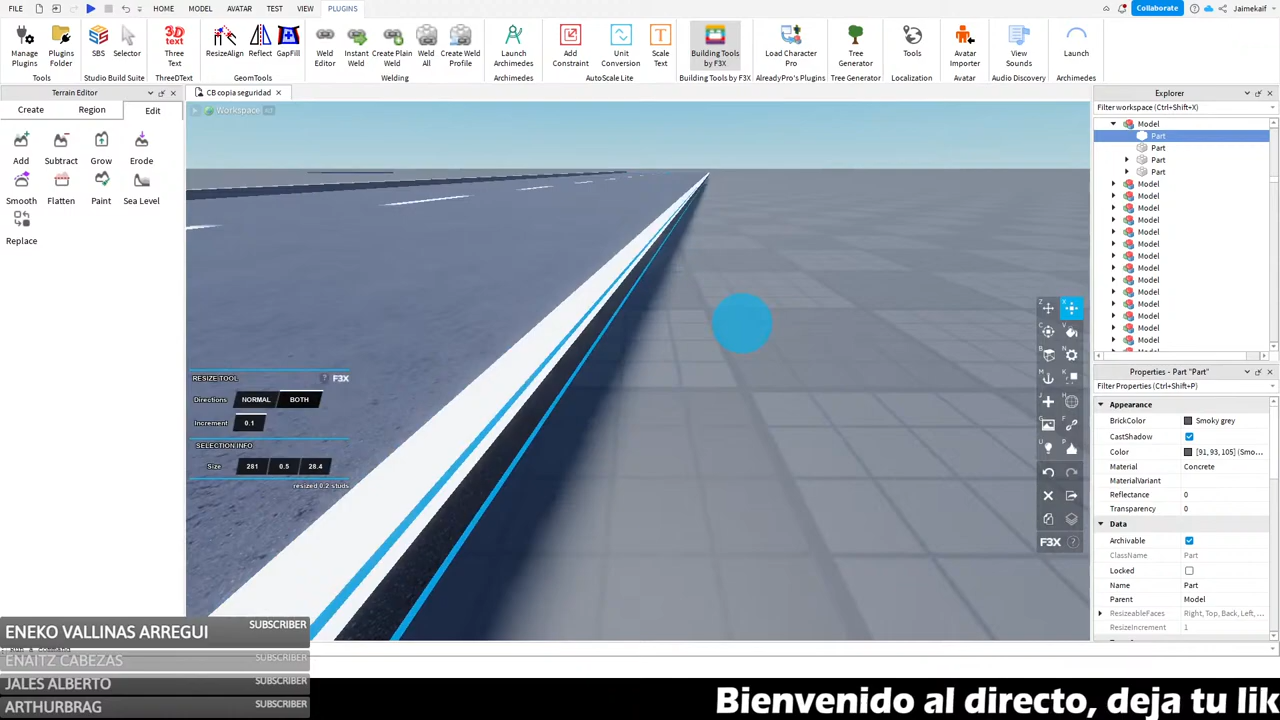 FILE HOME MODEL AVATAR TEST VIEW PLUGINS Collaborate Jaimekaif
Manage Plugins
Plugins Folder
SBS
Selector
Three Text
ResizeAlign
Reflect
GapFill
Weld Editor
Instant Weld
Create Plain Weld
Weld All
Create Weld Profile
Launch Archimedes
Add Constraint
Unit Conversion
Scale Text
Building Tools by F3X
Load Character Pro
Tree Generator
Tools
Avatar Importer
View Sounds
Launch
Tools Studio Build Suite ThreeDText GeomTools Welding Archimedes AutoScale Lite Building Tools by F3X AlreadyPro's Plugins Tree Generator Localization Avatar Audio Discovery Archimedes
Terrain Editor
Create Region Edit
Add Subtract Grow Erode
Smooth Flatten Paint Sea Level
Replace
CB copia seguridad
Workspace
RESIZE TOOL ? F3X
Directions NORMAL BOTH
Increment 0.1
SELECTION INFO
Size 281 0.5 28.4
resized 0.2 studs
F3X ?
Explorer
Filter workspace (Ctrl+Shift+X)
Model
Part
Part
Part
Part
Model
Model
Model
Model
Model
Model
Model
Model
Model
Model
Model
Model
Model
Model
Properties - Part "Part"
Filter Properties (Ctrl+Shift+P)
Appearance
BrickColor Smoky grey
CastShadow
Color [91, 93, 105] (Smo...
Material Concrete
MaterialVariant
Reflectance 0
Transparency 0
Data
Archivable
ClassName Part
Locked
Name Part
Parent Model
ResizeableFaces Right, Top, Back, Left, ...
ResizeIncrement 1
ENEKO VALLINAS ARREGUI SUBSCRIBER
ENAITZ CABEZAS SUBSCRIBER
JALES ALBERTO SUBSCRIBER
ARTHURBRAG SUBSCRIBER
Bienvenido al directo, deja tu lik